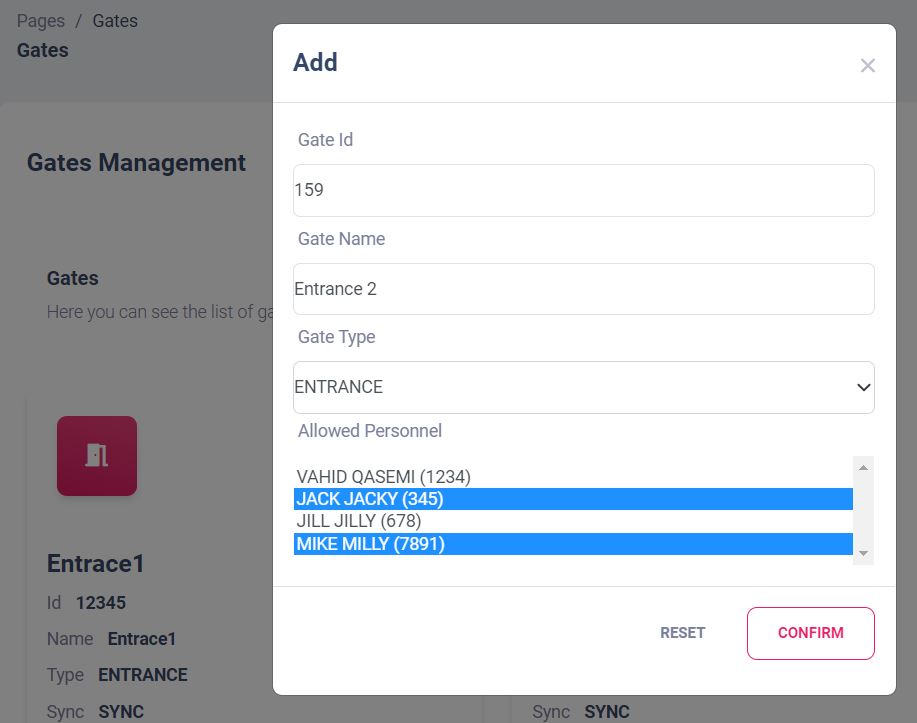 Pages / Gates
Gates
Gates Management
Gates
Here you can see the list of ga
Entrace1
Id 12345
Name Entrace1
Type ENTRANCE
Sync SYNC
Sync SYNC
Add
Gate Id
159
Gate Name
Entrance 2
Gate Type
ENTRANCE
Allowed Personnel
VAHID QASEMI (1234)
JACK JACKY (345)
JILL JILLY (678)
MIKE MILLY (7891)
RESET CONFIRM